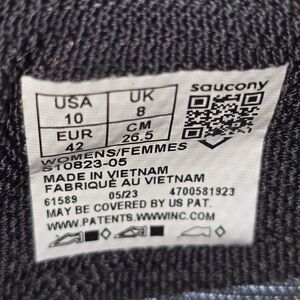 saucony
USA UK
10 8
EUR CM
42 26.5
WOMENS/FEMMES
S10823-05
MADE IN VIETNAM
FABRIQUÉ AU VIETNAM
61589 05/23 4700581923
MAY BE COVERED BY US PAT.
WWW.PATENTS.WWWINC.COM